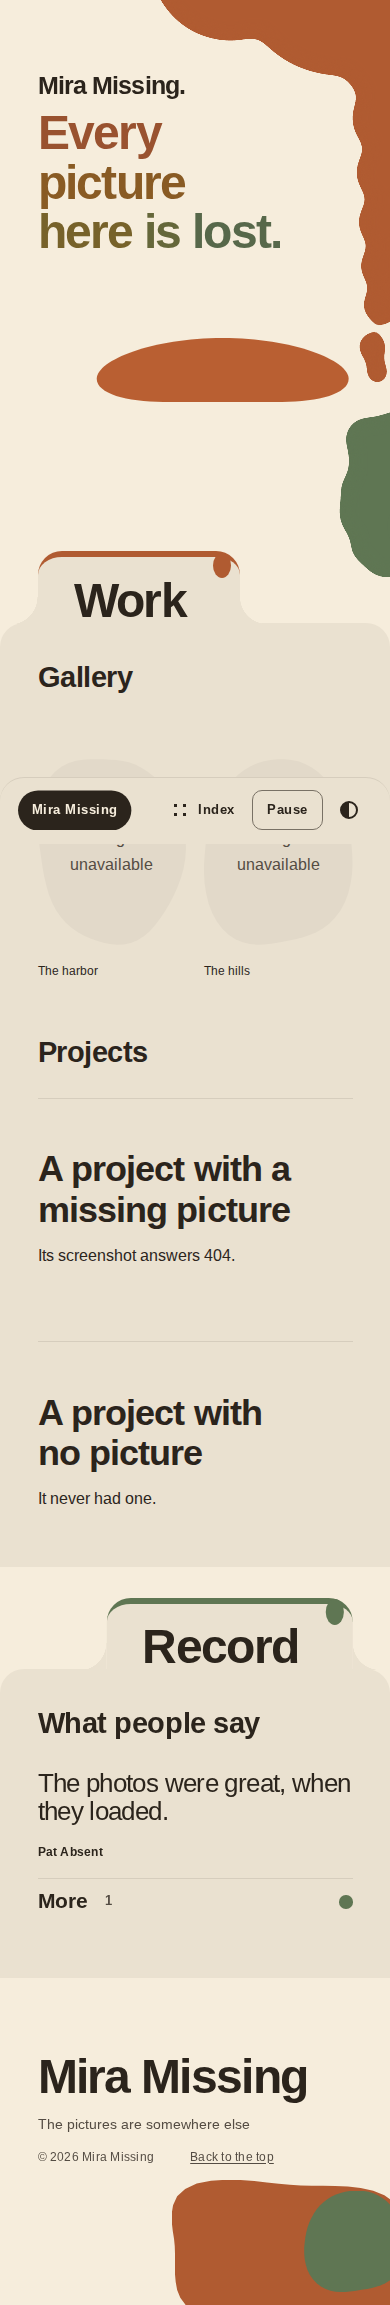 Mira Missing.
Every
picture
here is lost.
Work
Gallery
Mira Missing
Index
Pause
unavailable
unavailable
The harbor
The hills
Projects
A project with a
missing picture
Its screenshot answers 404.
A project with
no picture
It never had one.
Record
What people say
The photos were great, when
they loaded.
Pat Absent
More 1
Mira Missing
The pictures are somewhere else
© 2026 Mira Missing
Back to the top